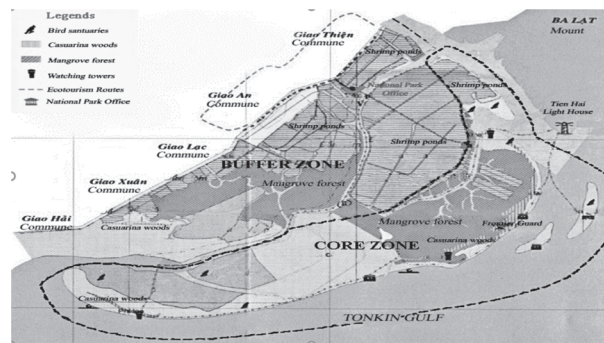 Legends
Bird santuaries
Casuarina woods
Mangrove forest
Watching towers
Ecotourism Routes
National Park Office
BA LẠT
Mount
Giao Thiện
Commune
Shrimp ponds
National Park
Office
Shrimp ponds
Giao An
Commune
Tien Hai
Light House
Shrimp ponds
Shrimp ponds
Giao Lạc
Commune
BUFFER ZONE
Giao Xuân
Commune
Mangrove forest
Giao Hải
Commune
Casuarina woods
Mangrove forest
Frontier Guard
CORE ZONE
Casuarina woods
Casuarina woods
TONKIN GULF